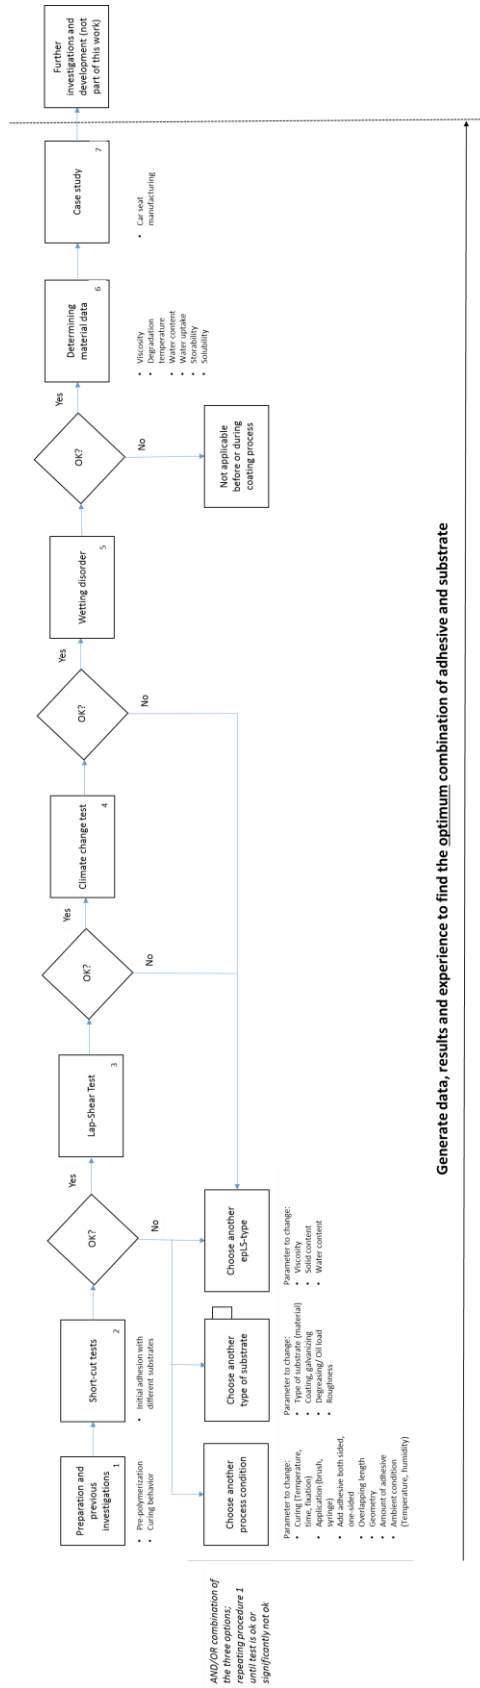 Preparation and
previous
investigations
1
• Pre-polymerization
• Curing behavior
Short-cut tests
2
• Initial adhesion with
different substrates
OK?
Yes
No
Lap-Shear Test
3
OK?
Yes
No
Climate change test
4
OK?
Yes
No
Wetting disorder
5
OK?
Yes
No
Not applicable
before or during
coating process
Determining
material data
6
• Viscosity
• Degradation
temperature
• Water content
• Water uptake
• Storability
• Solubility
Case study
7
• Car seat
manufacturing
Further
investigations and
development (not
part of this work)
AND/OR combination of
the three options;
repeating procedure 1
until test is ok or
significantly not ok
Choose another
process condition
Parameter to change:
• Curing (Temperature,
time, fixation)
• Application (brush,
syringe)
• Add adhesive both sided,
one-sided
• Overlapping length
• Geometry
• Amount of adhesive
• Ambient condition
(Temperature, humidity)
Choose another
type of substrate
Parameter to change:
• Type of substrate (material)
• Coating, galvanizing
• Degreasing/ Oil load
• Roughness
Choose another
epLS-type
Parameter to change:
• Viscosity
• Solid content
• Water content
Generate data, results and experience to find the optimum combination of adhesive and substrate